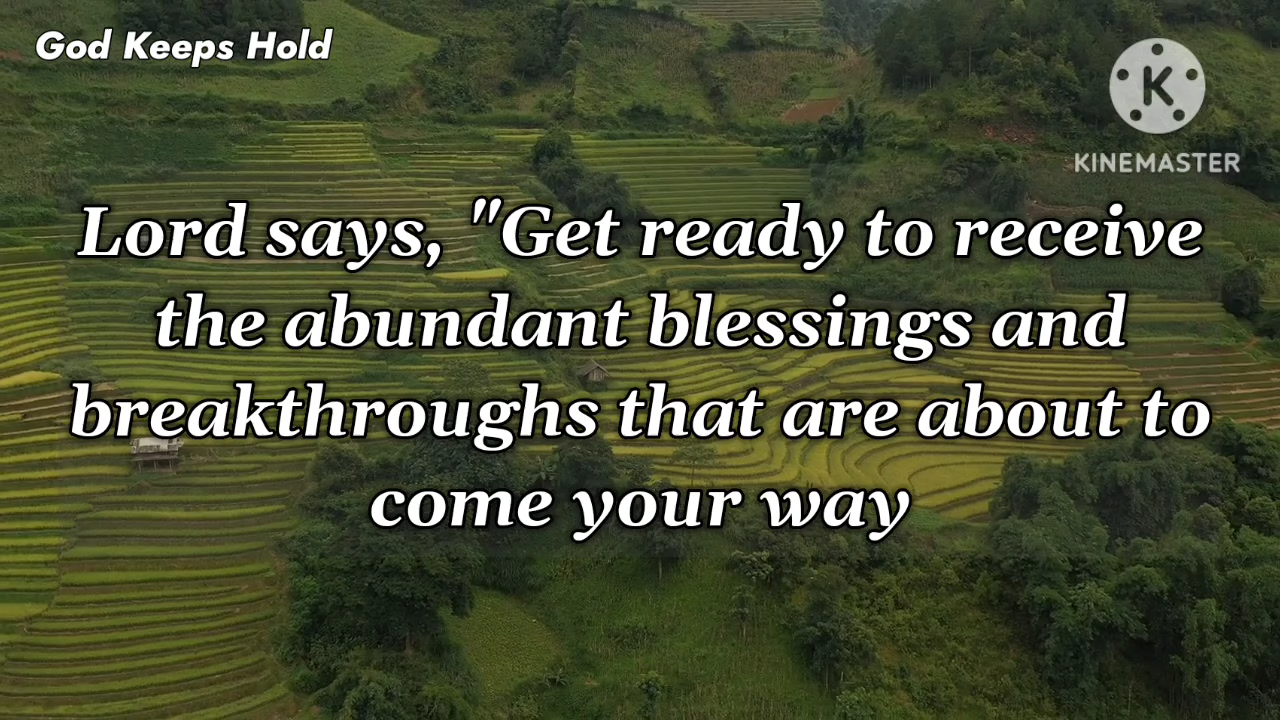 God Keeps Hold
K
KINEMASTER
Lord says, "Get ready to receive
the abundant blessings and
breakthroughs that are about to
come your way